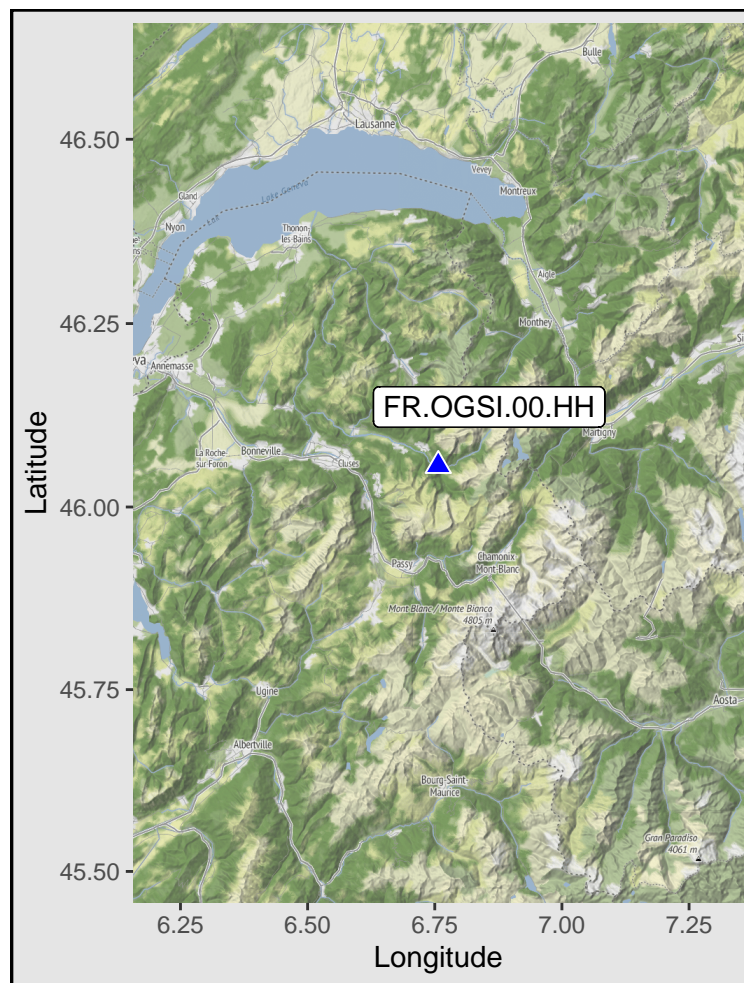 Bulle
46.50
Lausanne
Vevey
Montreux
Gland
Lake Geneva
Nyon
Thonon-
les-Bains
Aigle
46.25
Monthey
Annemasse
FR.OGSI.00.HH
Martigny
La Roche-
sur-Foron
Bonneville
Cluses
Latitude
46.00
Passy
Chamonix
Mont-Blanc
Mont Blanc / Monte Bianco
4805 m
45.75
Ugine
Aosta
Albertville
Bourg-Saint-
Maurice
Gran Paradiso
4061 m
45.50
6.25
6.50
6.75
7.00
7.25
Longitude